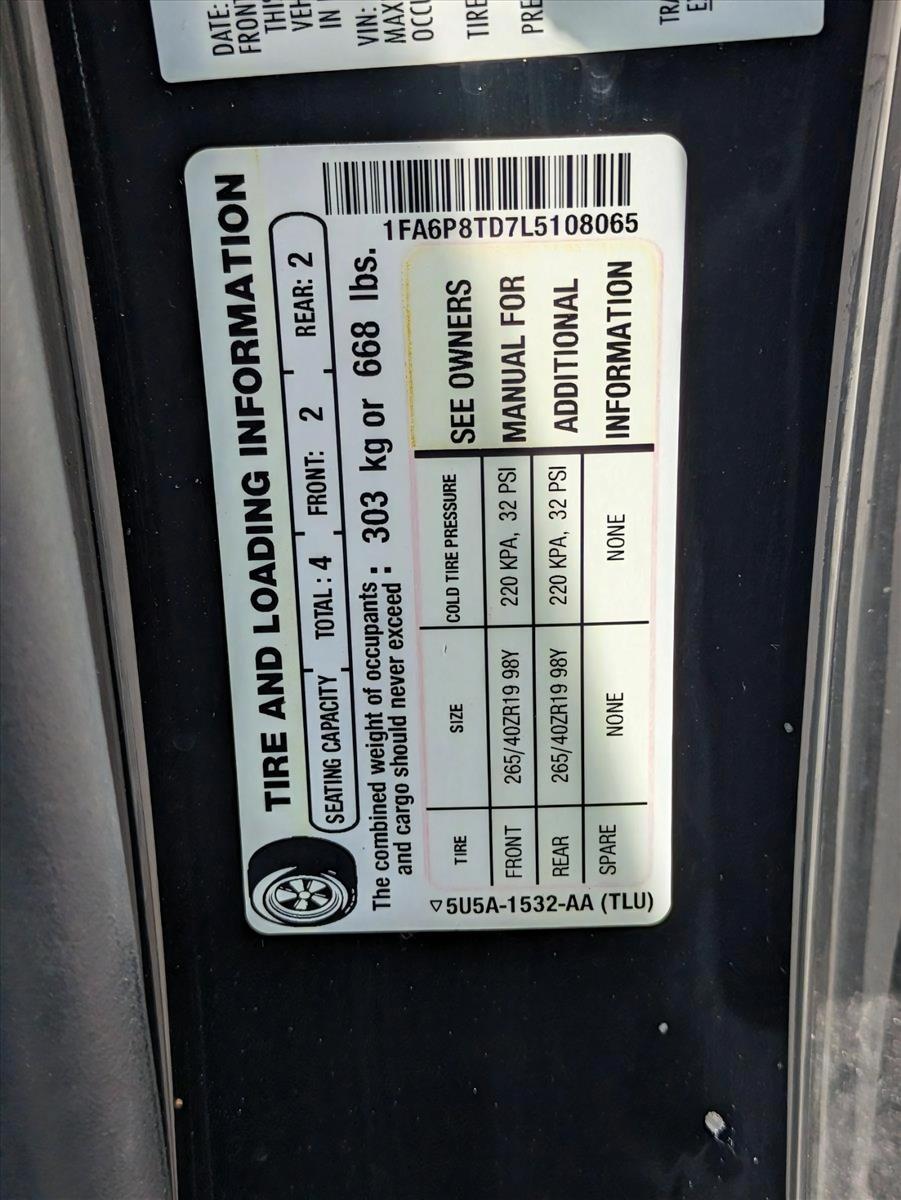 DATE:
FRONT
THIS
VEH
IN
VIN:
MAX
OCCU
TIRE
PRE
TRA
TIRE AND LOADING INFORMATION
SEATING CAPACITY TOTAL : 4 FRONT: 2 REAR: 2
The combined weight of occupants
and cargo should never exceed : 303 kg or 668 lbs.
1FA6P8TD7L5108065
TIRE SIZE COLD TIRE PRESSURE
FRONT 265/40ZR19 98Y 220 KPA, 32 PSI
REAR 265/40ZR19 98Y 220 KPA, 32 PSI
SPARE NONE NONE
SEE OWNERS
MANUAL FOR
ADDITIONAL
INFORMATION
5U5A-1532-AA (TLU)